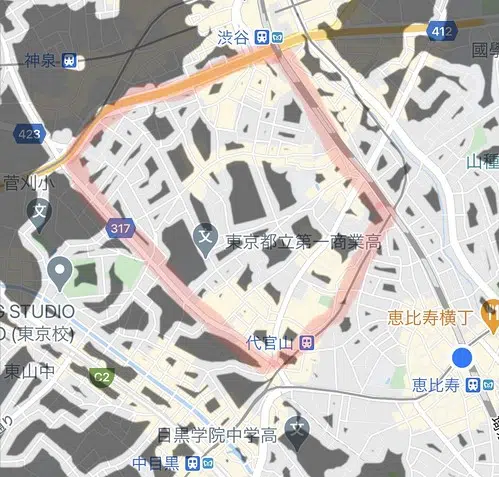 渋谷
412
神泉
國學
423
山種
菅刈小
317
東京都立第一商業高
STUDIO
(東京校)
恵比寿横丁
代官山
東山中
C2
恵比寿
目黒学院中学高
中目黒